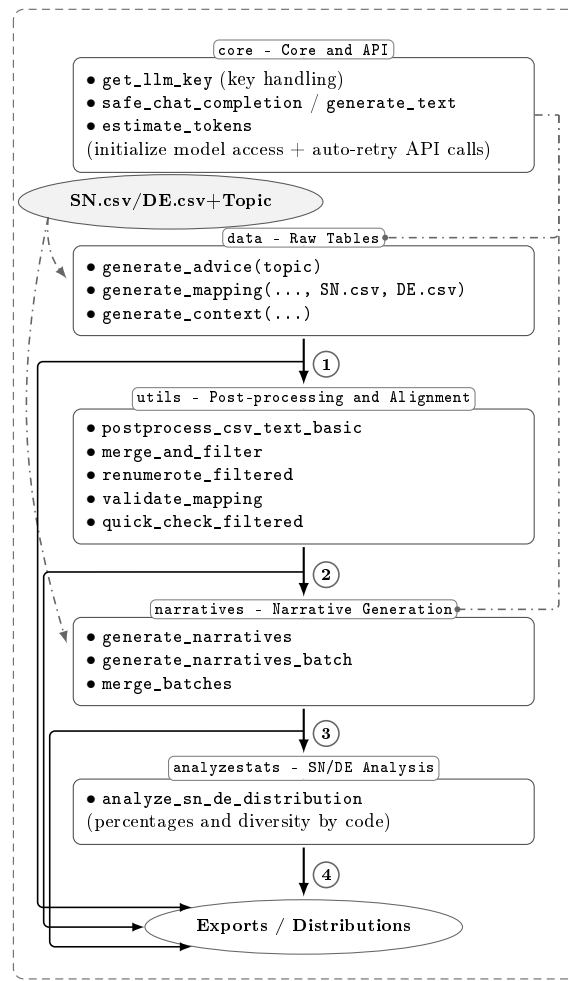 core - Core and API
• get_llm_key (key handling)
• safe_chat_completion / generate_text
• estimate_tokens
(initialize model access + auto-retry API calls)
SN.csv/DE.csv+Topic
data - Raw Tables
• generate_advice(topic)
• generate_mapping(..., SN.csv, DE.csv)
• generate_context(...)
1
utils - Post-processing and Alignment
• postprocess_csv_text_basic
• merge_and_filter
• renumerote_filtered
• validate_mapping
• quick_check_filtered
2
narratives - Narrative Generation
• generate_narratives
• generate_narratives_batch
• merge_batches
3
analyzestats - SN/DE Analysis
• analyze_sn_de_distribution
(percentages and diversity by code)
4
Exports / Distributions